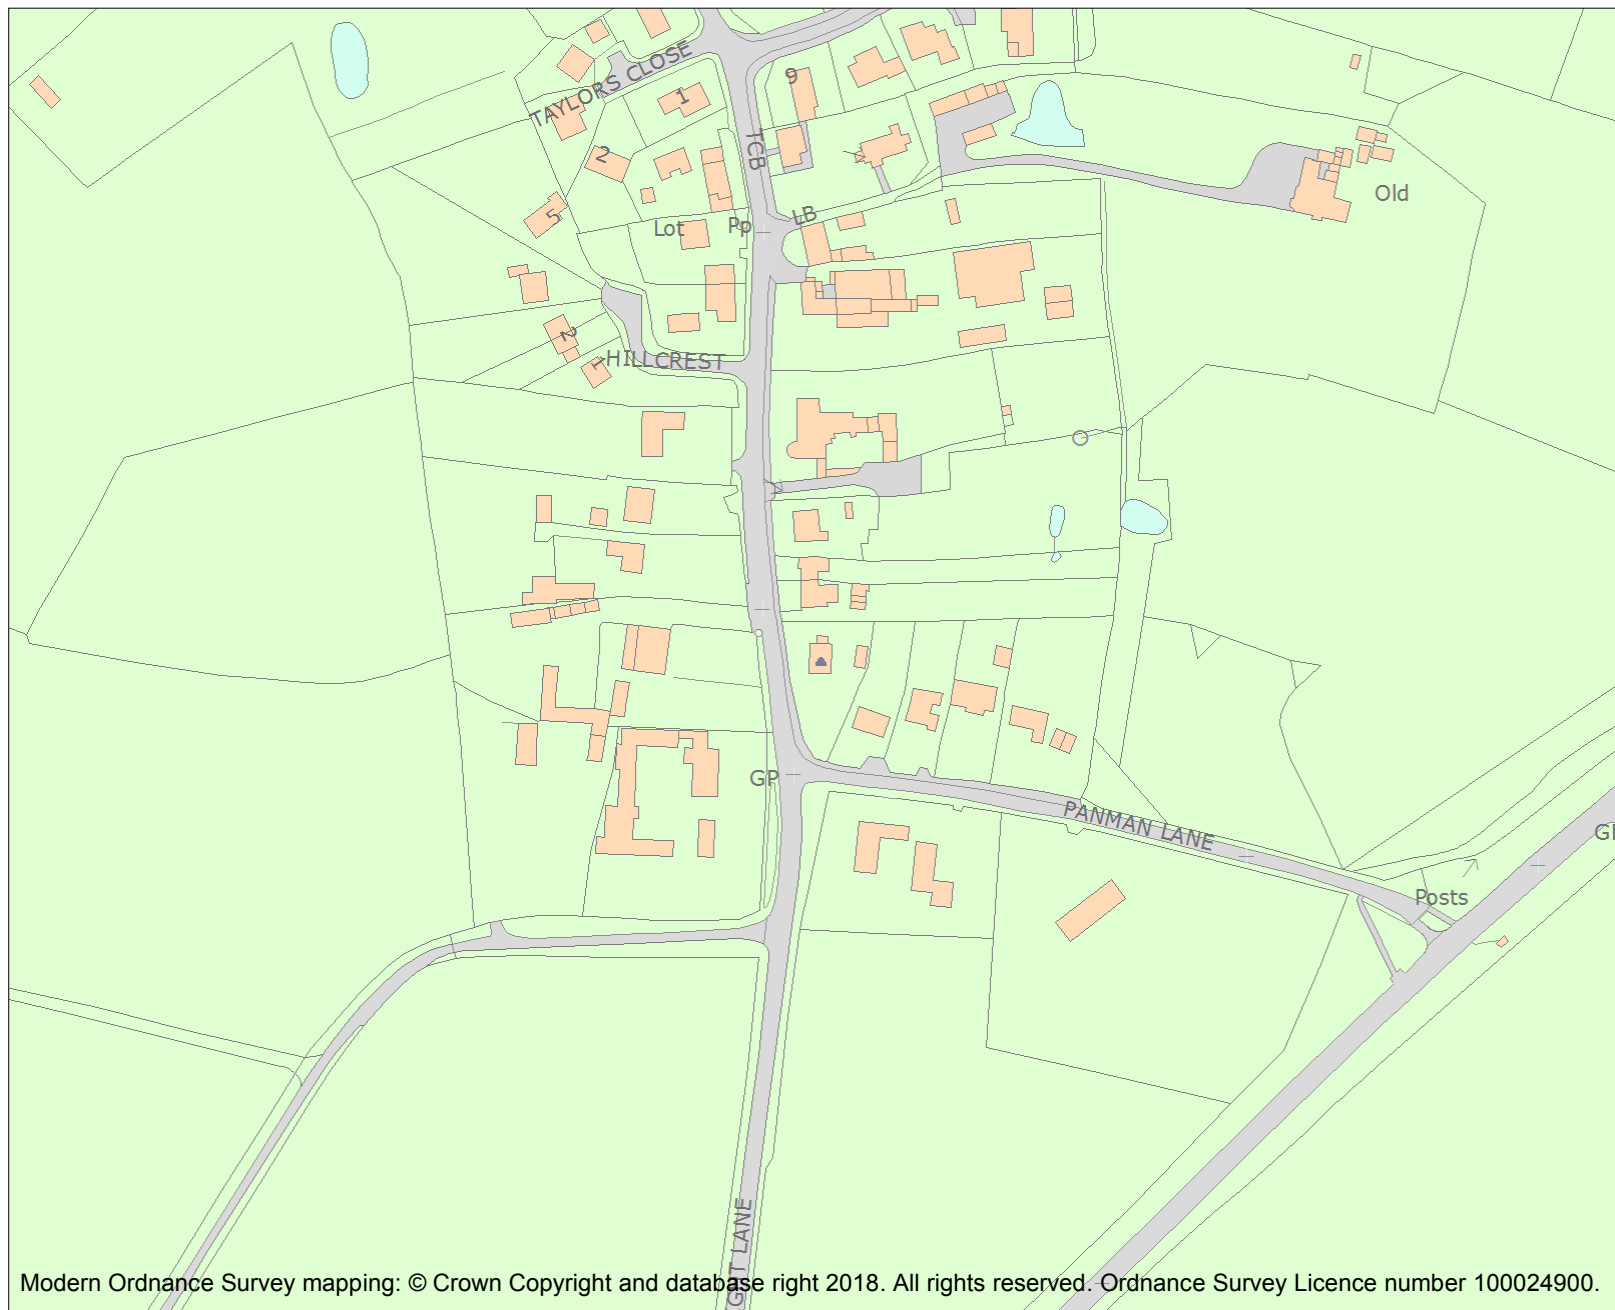 TAYLORS CLOSE
1
9
TCB
2
5
Lot
Pp
LB
Old
2
1
HILLCREST
GP
PANMAN LANE
Posts
GP
LANE
Modern Ordnance Survey mapping: © Crown Copyright and database right 2018. All rights reserved. Ordnance Survey Licence number 100024900.